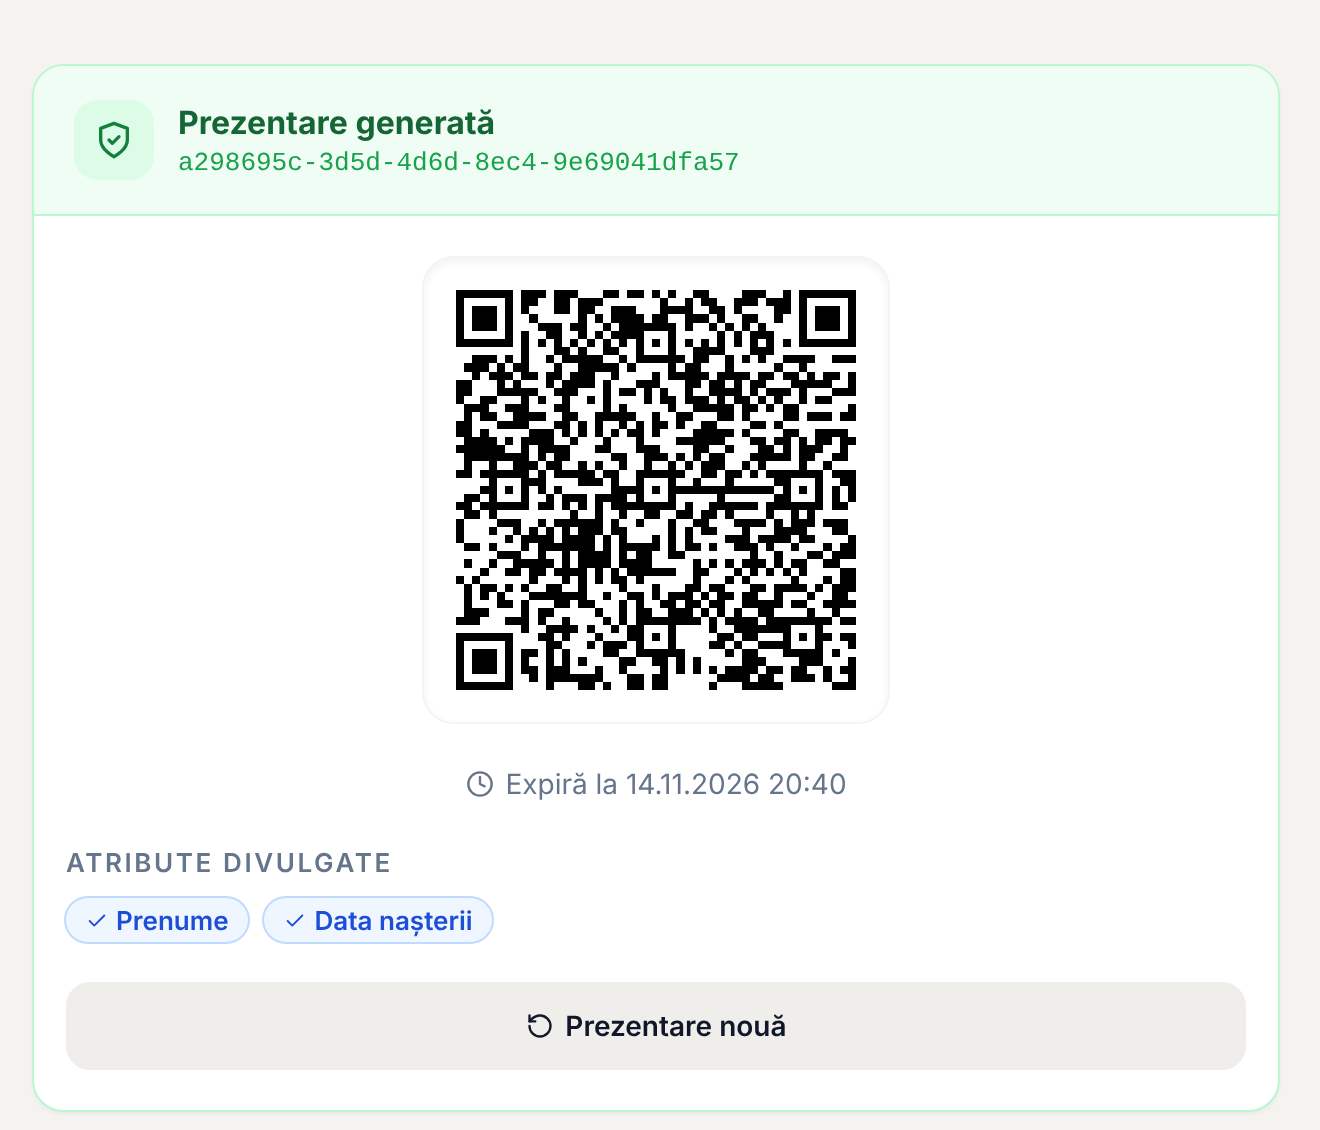 Prezentare generată
a298695c-3d5d-4d6d-8ec4-9e69041dfa57
Expiră la 14.11.2026 20:40
ATRIBUTE DIVULGATE
Prenume
Data nașterii
Prezentare nouă